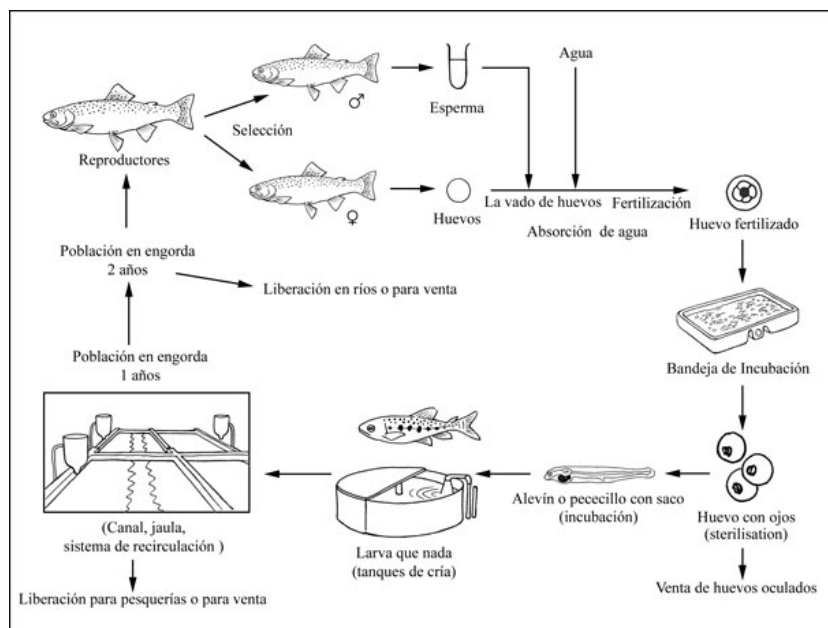 Agua
Esperma
Selección
♂
Reproductores
♀
Huevos
La vado de huevos
Fertilización
Absorción de agua
Huevo fertilizado
Población en engorda
2 años
Liberación en ríos o para venta
Población en engorda
1 años
Bandeja de Incubación
(Canal, jaula,
sistema de recirculación )
Larva que nada
(tanques de cría)
Alevín o pececillo con saco
(incubación)
Huevo con ojos
(sterilisation)
Liberación para pesquerías o para venta
Venta de huevos oculados